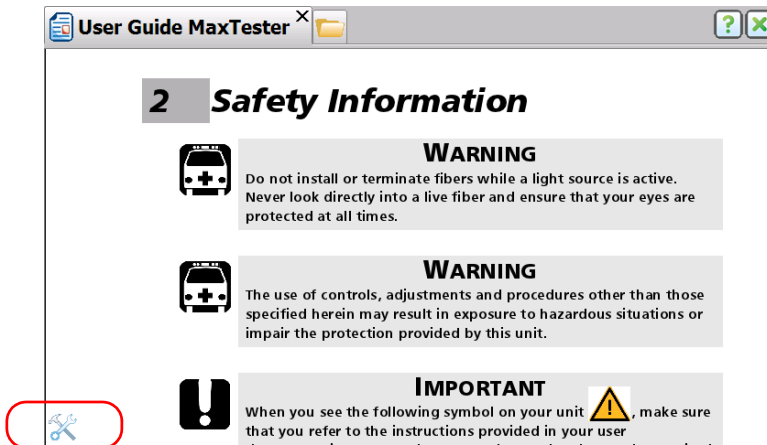 User Guide MaxTester
2 Safety Information
WARNING
Do not install or terminate fibers while a light source is active.
Never look directly into a live fiber and ensure that your eyes are
protected at all times.
WARNING
The use of controls, adjustments and procedures other than those
specified herein may result in exposure to hazardous situations or
impair the protection provided by this unit.
IMPORTANT
When you see the following symbol on your unit , make sure
that you refer to the instructions provided in your user